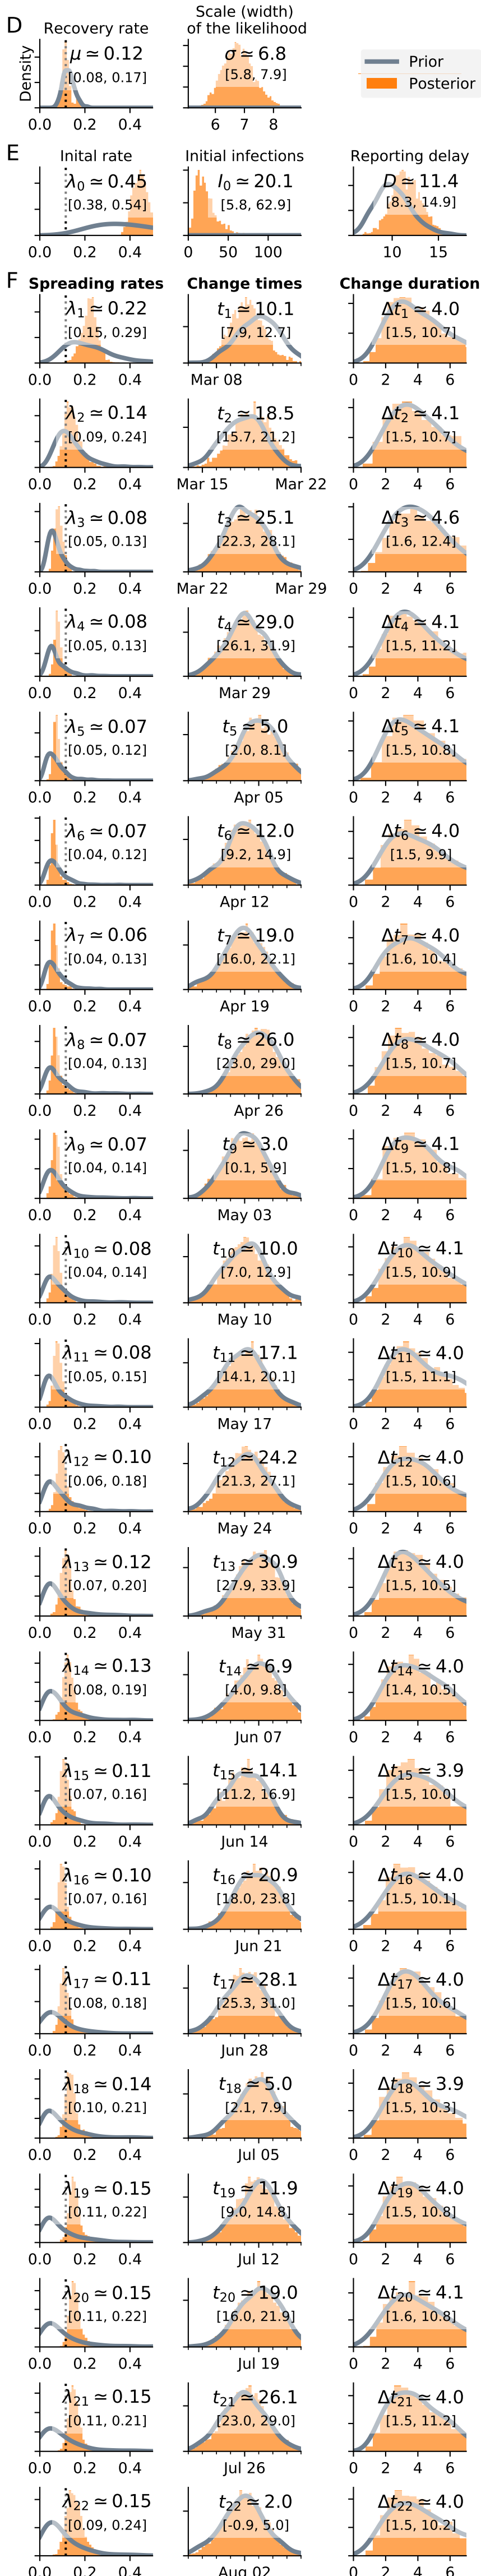 D
Recovery rate
Scale (width)
of the likelihood
Density
μ ≃ 0.12
[0.08, 0.17]
σ ≃ 6.8
[5.8, 7.9]
Prior
Posterior
0.0 0.2 0.4
6 7 8
E
Inital rate
Initial infections
Reporting delay
λ0 ≃ 0.45
[0.38, 0.54]
I0 ≃ 20.1
[5.8, 62.9]
D ≃ 11.4
[8.3, 14.9]
0.0 0.2 0.4
0 50 100
10 15
F
Spreading rates
Change times
Change duration
λ1 ≃ 0.22
[0.15, 0.29]
t1 ≃ 10.1
[7.9, 12.7]
Δt1 ≃ 4.0
[1.5, 10.7]
0.0 0.2 0.4
Mar 08
0 2 4 6
λ2 ≃ 0.14
[0.09, 0.24]
t2 ≃ 18.5
[15.7, 21.2]
Δt2 ≃ 4.1
[1.5, 10.7]
0.0 0.2 0.4
Mar 15 Mar 22
0 2 4 6
λ3 ≃ 0.08
[0.05, 0.13]
t3 ≃ 25.1
[22.3, 28.1]
Δt3 ≃ 4.6
[1.6, 12.4]
0.0 0.2 0.4
Mar 22 Mar 29
0 2 4 6
λ4 ≃ 0.08
[0.05, 0.13]
t4 ≃ 29.0
[26.1, 31.9]
Δt4 ≃ 4.1
[1.5, 11.2]
0.0 0.2 0.4
Mar 29
0 2 4 6
λ5 ≃ 0.07
[0.05, 0.12]
t5 ≃ 5.0
[2.0, 8.1]
Δt5 ≃ 4.1
[1.5, 10.8]
0.0 0.2 0.4
Apr 05
0 2 4 6
λ6 ≃ 0.07
[0.04, 0.12]
t6 ≃ 12.0
[9.2, 14.9]
Δt6 ≃ 4.0
[1.5, 9.9]
0.0 0.2 0.4
Apr 12
0 2 4 6
λ7 ≃ 0.06
[0.04, 0.13]
t7 ≃ 19.0
[16.0, 22.1]
Δt7 ≃ 4.0
[1.6, 10.4]
0.0 0.2 0.4
Apr 19
0 2 4 6
λ8 ≃ 0.07
[0.04, 0.13]
t8 ≃ 26.0
[23.0, 29.0]
Δt8 ≃ 4.0
[1.5, 10.7]
0.0 0.2 0.4
Apr 26
0 2 4 6
λ9 ≃ 0.07
[0.04, 0.14]
t9 ≃ 3.0
[0.1, 5.9]
Δt9 ≃ 4.1
[1.5, 10.8]
0.0 0.2 0.4
May 03
0 2 4 6
λ10 ≃ 0.08
[0.04, 0.14]
t10 ≃ 10.0
[7.0, 12.9]
Δt10 ≃ 4.1
[1.5, 10.9]
0.0 0.2 0.4
May 10
0 2 4 6
λ11 ≃ 0.08
[0.05, 0.15]
t11 ≃ 17.1
[14.1, 20.1]
Δt11 ≃ 4.0
[1.5, 11.1]
0.0 0.2 0.4
May 17
0 2 4 6
λ12 ≃ 0.10
[0.06, 0.18]
t12 ≃ 24.2
[21.3, 27.1]
Δt12 ≃ 4.0
[1.5, 10.6]
0.0 0.2 0.4
May 24
0 2 4 6
λ13 ≃ 0.12
[0.07, 0.20]
t13 ≃ 30.9
[27.9, 33.9]
Δt13 ≃ 4.0
[1.5, 10.5]
0.0 0.2 0.4
May 31
0 2 4 6
λ14 ≃ 0.13
[0.08, 0.19]
t14 ≃ 6.9
[4.0, 9.8]
Δt14 ≃ 4.0
[1.4, 10.5]
0.0 0.2 0.4
Jun 07
0 2 4 6
λ15 ≃ 0.11
[0.07, 0.16]
t15 ≃ 14.1
[11.2, 16.9]
Δt15 ≃ 3.9
[1.5, 10.0]
0.0 0.2 0.4
Jun 14
0 2 4 6
λ16 ≃ 0.10
[0.07, 0.16]
t16 ≃ 20.9
[18.0, 23.8]
Δt16 ≃ 4.0
[1.5, 10.1]
0.0 0.2 0.4
Jun 21
0 2 4 6
λ17 ≃ 0.11
[0.08, 0.18]
t17 ≃ 28.1
[25.3, 31.0]
Δt17 ≃ 4.0
[1.5, 10.6]
0.0 0.2 0.4
Jun 28
0 2 4 6
λ18 ≃ 0.14
[0.10, 0.21]
t18 ≃ 5.0
[2.1, 7.9]
Δt18 ≃ 3.9
[1.5, 10.3]
0.0 0.2 0.4
Jul 05
0 2 4 6
λ19 ≃ 0.15
[0.11, 0.22]
t19 ≃ 11.9
[9.0, 14.8]
Δt19 ≃ 4.0
[1.5, 10.8]
0.0 0.2 0.4
Jul 12
0 2 4 6
λ20 ≃ 0.15
[0.11, 0.22]
t20 ≃ 19.0
[16.0, 21.9]
Δt20 ≃ 4.1
[1.6, 10.8]
0.0 0.2 0.4
Jul 19
0 2 4 6
λ21 ≃ 0.15
[0.11, 0.21]
t21 ≃ 26.1
[23.0, 29.0]
Δt21 ≃ 4.0
[1.5, 11.2]
0.0 0.2 0.4
Jul 26
0 2 4 6
λ22 ≃ 0.15
[0.09, 0.24]
t22 ≃ 2.0
[-0.9, 5.0]
Δt22 ≃ 4.0
[1.5, 10.2]
0.0 0.2 0.4
Aug 02
0 2 4 6